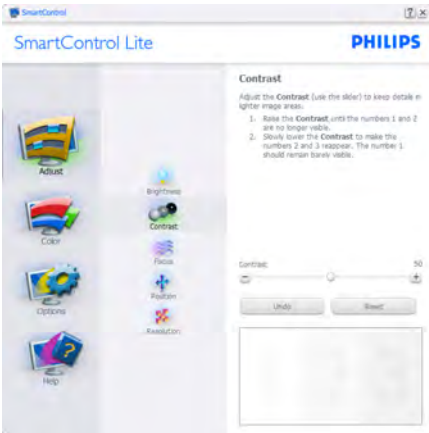 SmartControl
SmartControl Lite
PHILIPS
Adjust
Color
Options
Help
Brightness
Contrast
Focus
Position
Resolution
Contrast
Adjust the Contrast (use the slider) to keep details in
lighter image areas.
1. Raise the Contrast until the numbers 1 and 2
are no longer visible.
2. Slowly lower the Contrast to make the
numbers 2 and 3 reappear. The number 1
should remain barely visible.
Contrast 50
Undo Reset